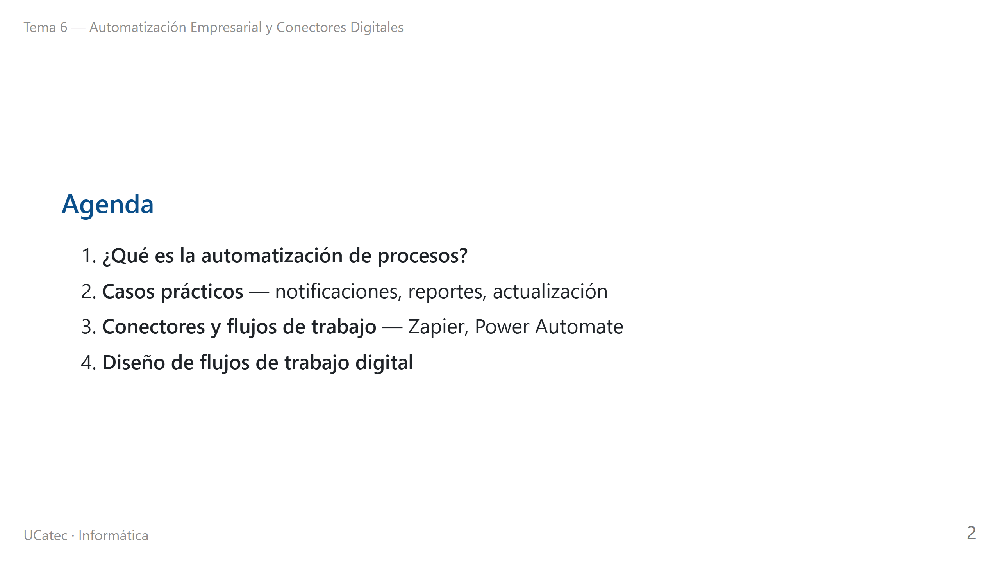 Tema 6 — Automatización Empresarial y Conectores Digitales
Agenda
1. ¿Qué es la automatización de procesos?
2. Casos prácticos — notificaciones, reportes, actualización
3. Conectores y flujos de trabajo — Zapier, Power Automate
4. Diseño de flujos de trabajo digital
UCatec · Informática
2